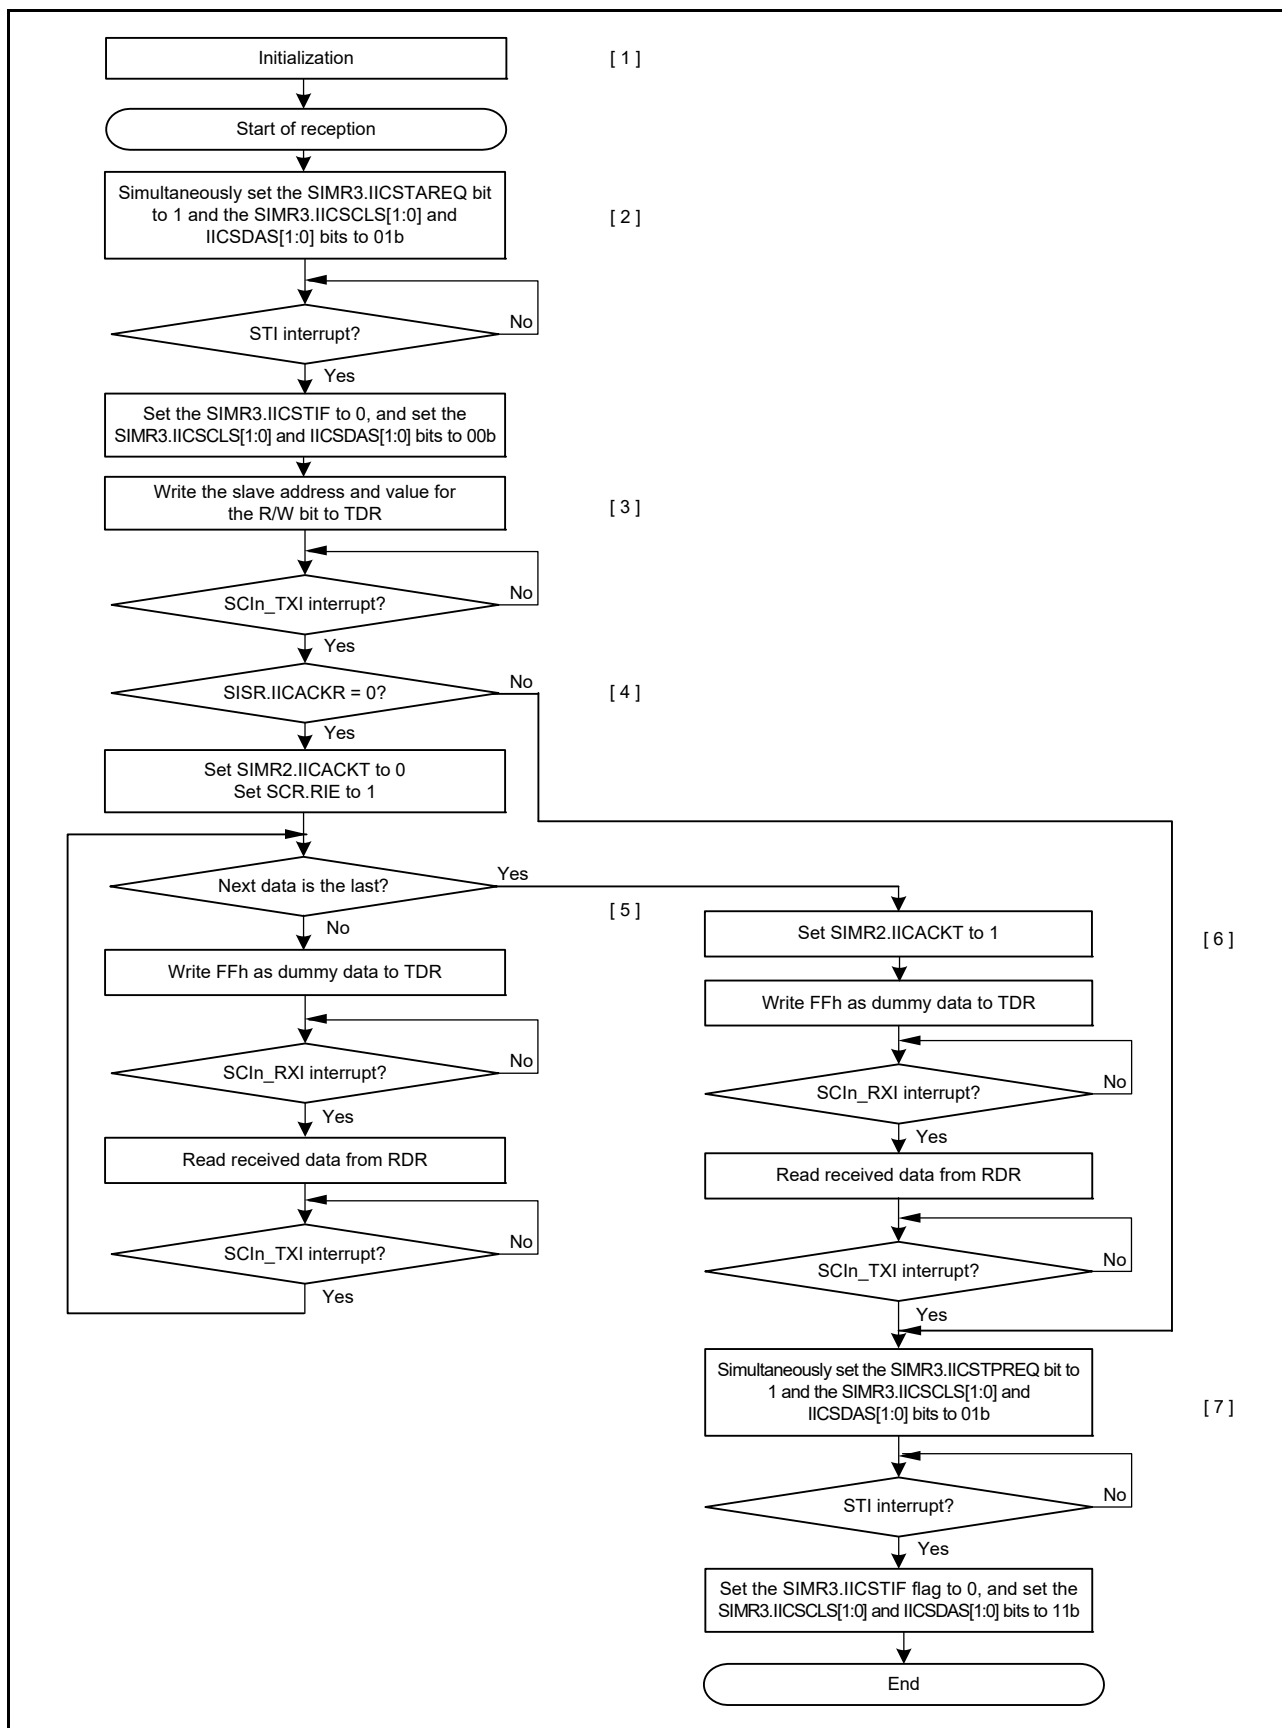 Initialization
[ 1 ]
Start of reception
Simultaneously set the SIMR3.IICSTAREQ bit
to 1 and the SIMR3.IICSCLS[1:0] and
IICSDAS[1:0] bits to 01b
[ 2 ]
STI interrupt?
No
Yes
Set the SIMR3.IICSTIF to 0, and set the
SIMR3.IICSCLS[1:0] and IICSDAS[1:0] bits to 00b
Write the slave address and value for
the R/W bit to TDR
[ 3 ]
SCIn_TXI interrupt?
No
Yes
SISR.IICACKR = 0?
No
[ 4 ]
Yes
Set SIMR2.IICACKT to 0
Set SCR.RIE to 1
Next data is the last?
Yes
[ 5 ]
No
Write FFh as dummy data to TDR
SCIn_RXI interrupt?
No
Yes
Read received data from RDR
SCIn_TXI interrupt?
No
Yes
Set SIMR2.IICACKT to 1
[ 6 ]
Write FFh as dummy data to TDR
SCIn_RXI interrupt?
No
Yes
Read received data from RDR
SCIn_TXI interrupt?
No
Yes
Simultaneously set the SIMR3.IICSTPREQ bit to
1 and the SIMR3.IICSCLS[1:0] and
IICSDAS[1:0] bits to 01b
[ 7 ]
STI interrupt?
No
Yes
Set the SIMR3.IICSTIF flag to 0, and set the
SIMR3.IICSCLS[1:0] and IICSDAS[1:0] bits to 11b
End